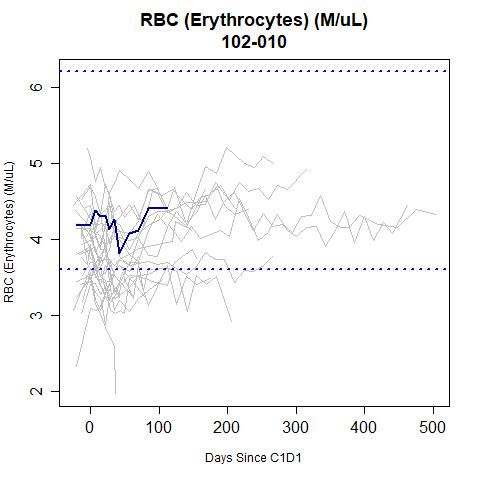 RBC (Erythrocytes) (M/uL)
102-010
RBC (Erythrocytes) (M/uL)
6
5
4
3
2
0 100 200 300 400 500
Days Since C1D1